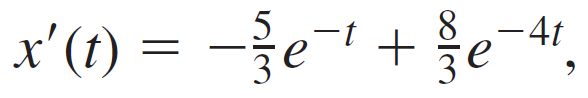 x′(t) = −5/3 e^{−t} + 8/3 e^{−4t},